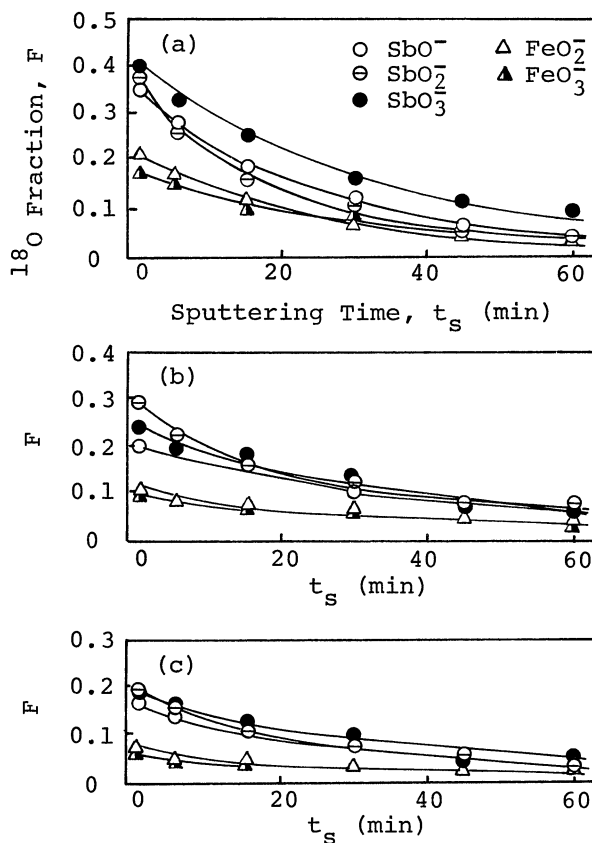 (a)
SbO⁻
SbO₂⁻
SbO₃⁻
FeO₂⁻
FeO₃⁻
0.5
0.4
0.3
0.2
0.1
0
¹⁸O Fraction, F
0 20 40 60
Sputtering Time, tₛ (min)
(b)
0.4
0.3
0.2
0.1
0
F
0 20 40 60
tₛ (min)
(c)
0.3
0.2
0.1
0
F
0 20 40 60
tₛ (min)